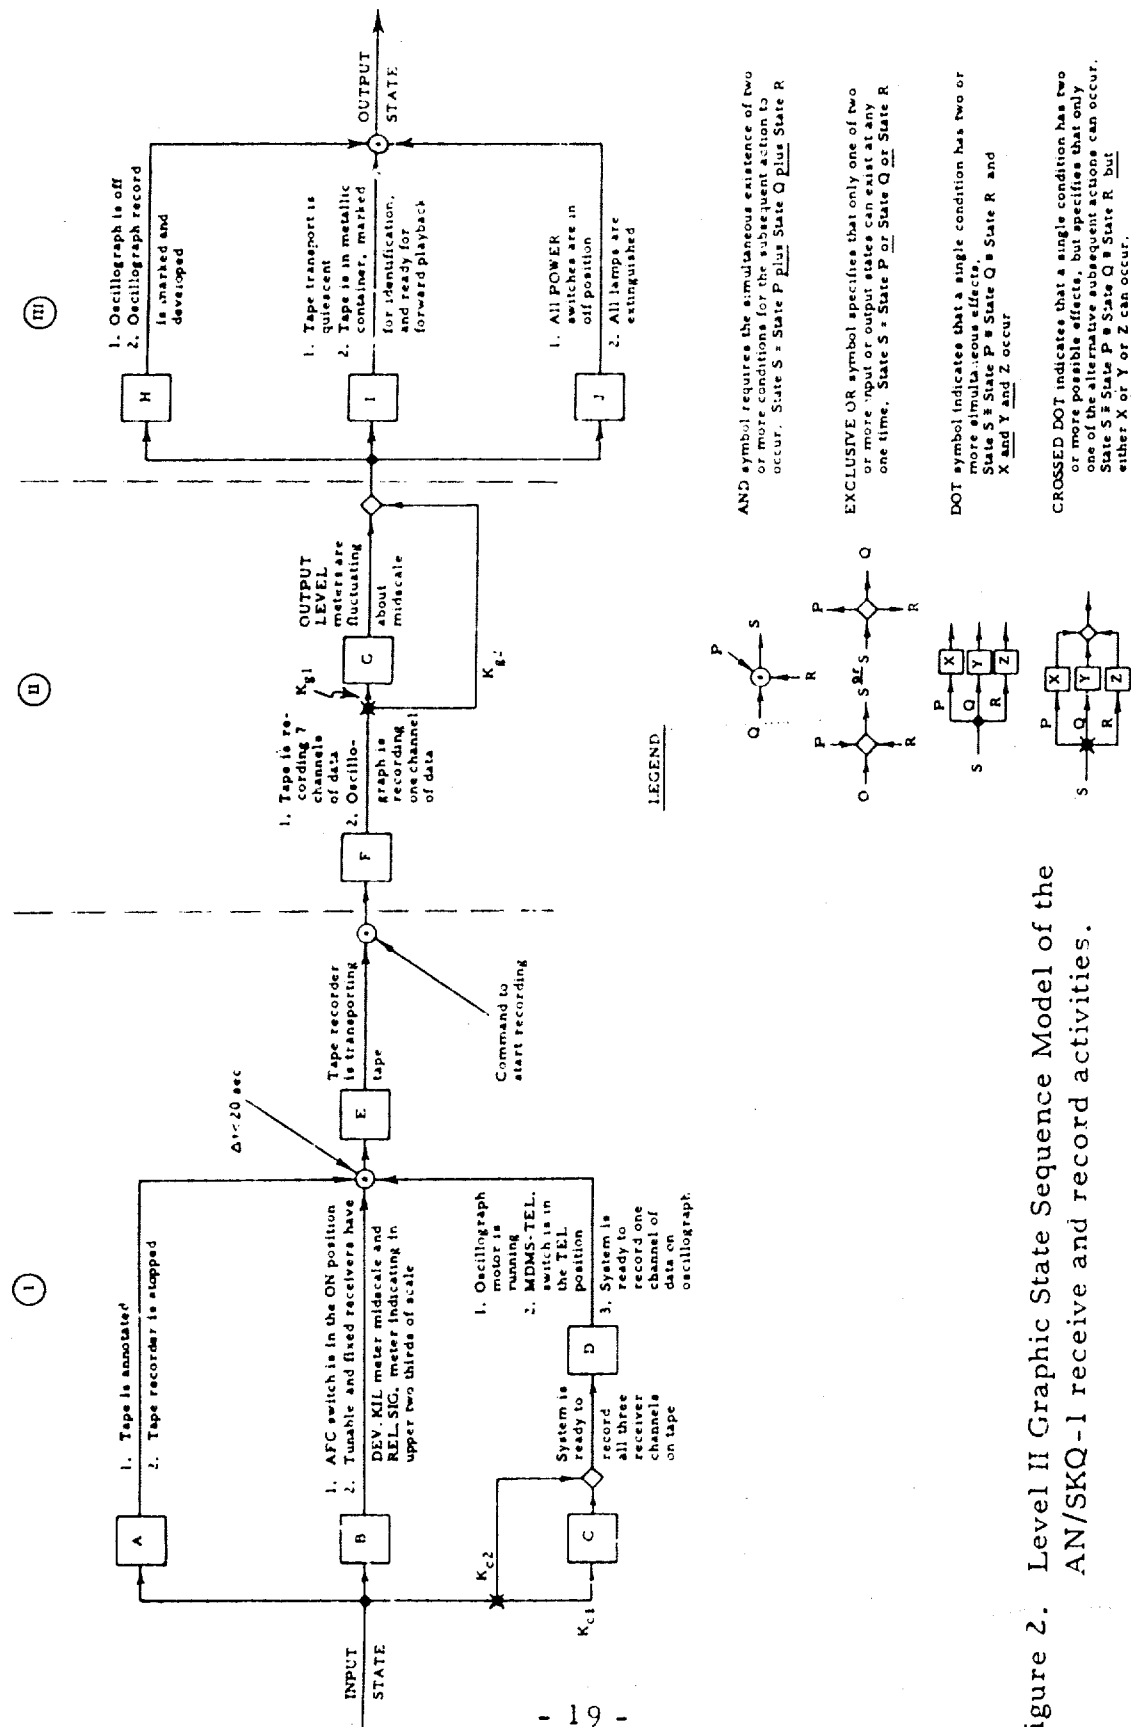 I
II
III
INPUT
STATE
A
1. Tape is annotated
2. Tape recorder is stopped
B
1. AFC switch is in the ON position
2. Tunable and fixed receivers have
DEV. KIL meter midscale and
REL. SIG. meter indicating in
upper two thirds of scale
Kc2
Kc1
C
System is
ready to
record
all three
receiver
channels
on tape
D
1. Oscillograph
motor is
running
2. MDMS-TEL.
switch is in
the TEL
position
3. System is
ready to
record one
channel of
data on
oscillograph
Δt<20 sec
E
Tape recorder
is transporting
tape
Command to
start recording
F
1. Tape is re-
cording 7
channels
of data
2. Oscillo-
graph is
recording
one channel
of data
Kg1
G
OUTPUT
LEVEL
meters are
fluctuating
about
midscale
Kg2
H
1. Oscillograph is off
2. Oscillograph record
is marked and
developed
I
1. Tape transport is
quiescent
2. Tape is in metallic
container, marked
for identification,
and ready for
forward playback
J
1. All POWER
switches are in
off position
2. All lamps are
extinguished
OUTPUT
STATE
LEGEND
P
Q
S
R
AND symbol requires the simultaneous existence of two
or more conditions for the subsequent action to
occur. State S = State P plus State Q plus State R
P
Q
R
S or S
P
Q
R
EXCLUSIVE OR symbol specifies that only one of two
or more input or output states can exist at any
one time. State S = State P or State Q or State R
S
P
Q
R
X
Y
Z
DOT symbol indicates that a single condition has two or
more simultaneous effects.
State S ≡ State P ≡ State Q ≡ State R and
X and Y and Z occur
S
P
Q
R
X
Y
Z
CROSSED DOT indicates that a single condition has two
or more possible effects, but specifies that only
one of the alternative subsequent actions can occur.
State S ≡ State P ≡ State Q ≡ State R but
either X or Y or Z can occur.
igure 2. Level II Graphic State Sequence Model of the
AN/SKQ-1 receive and record activities.
- 19 -